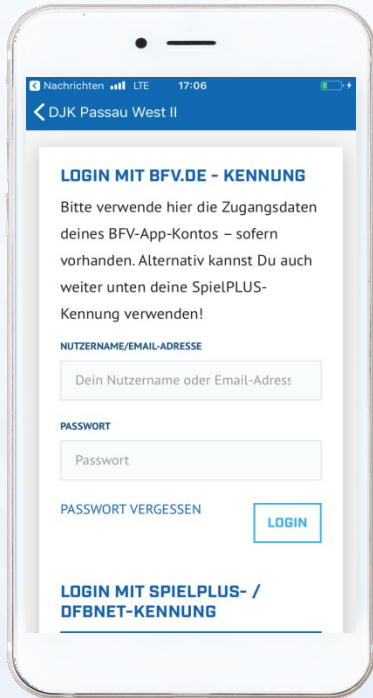 Nachrichten LTE 17:06
DJK Passau West II
LOGIN MIT BFV.DE - KENNUNG
Bitte verwende hier die Zugangsdaten
deines BFV-App-Kontos – sofern
vorhanden. Alternativ kannst Du auch
weiter unten deine SpielPLUS-
Kennung verwenden!
NUTZERNAME/EMAIL-ADRESSE
Dein Nutzername oder Email-Adress
PASSWORT
Passwort
PASSWORT VERGESSEN
LOGIN
LOGIN MIT SPIELPLUS- /
DFBNET-KENNUNG